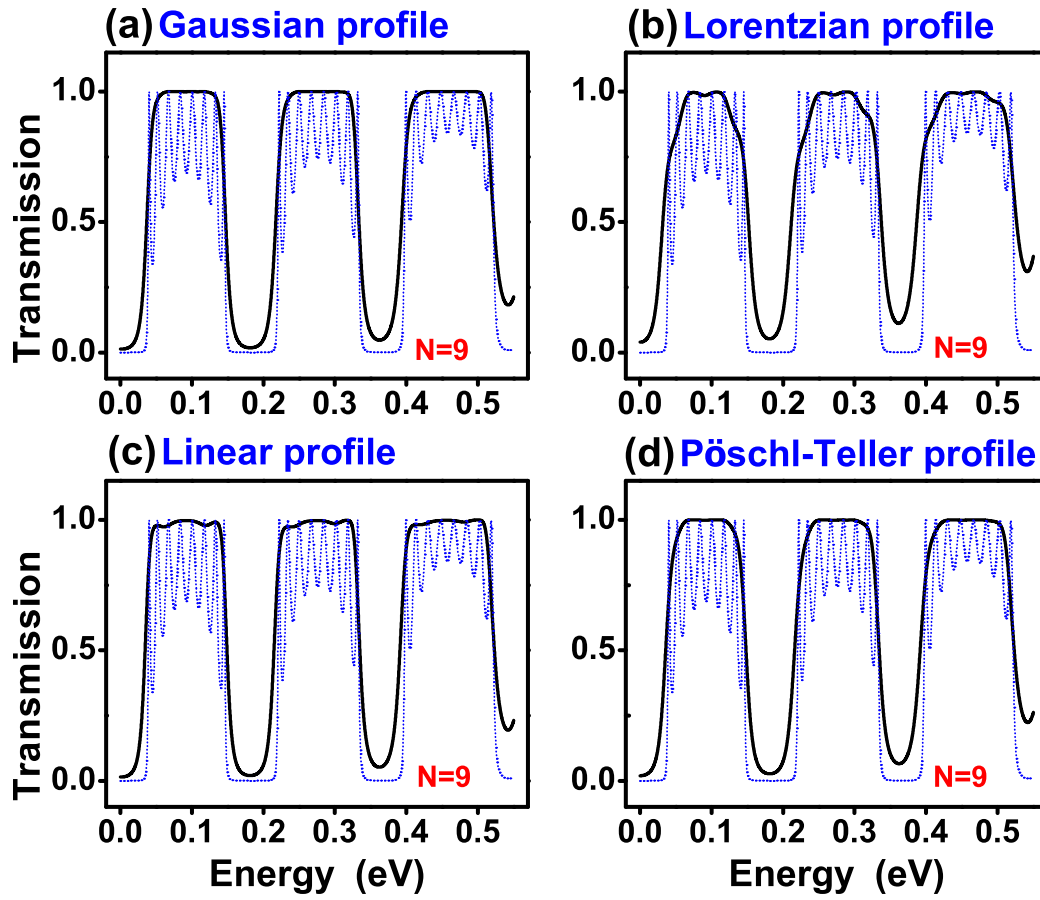 (a) Gaussian profile
(b) Lorentzian profile
Transmission
1.0
0.5
0.0
N=9
0.0 0.1 0.2 0.3 0.4 0.5
1.0
0.5
0.0
N=9
0.0 0.1 0.2 0.3 0.4 0.5
(c) Linear profile
(d) Pöschl-Teller profile
Transmission
1.0
0.5
0.0
N=9
0.0 0.1 0.2 0.3 0.4 0.5
Energy (eV)
1.0
0.5
0.0
N=9
0.0 0.1 0.2 0.3 0.4 0.5
Energy (eV)